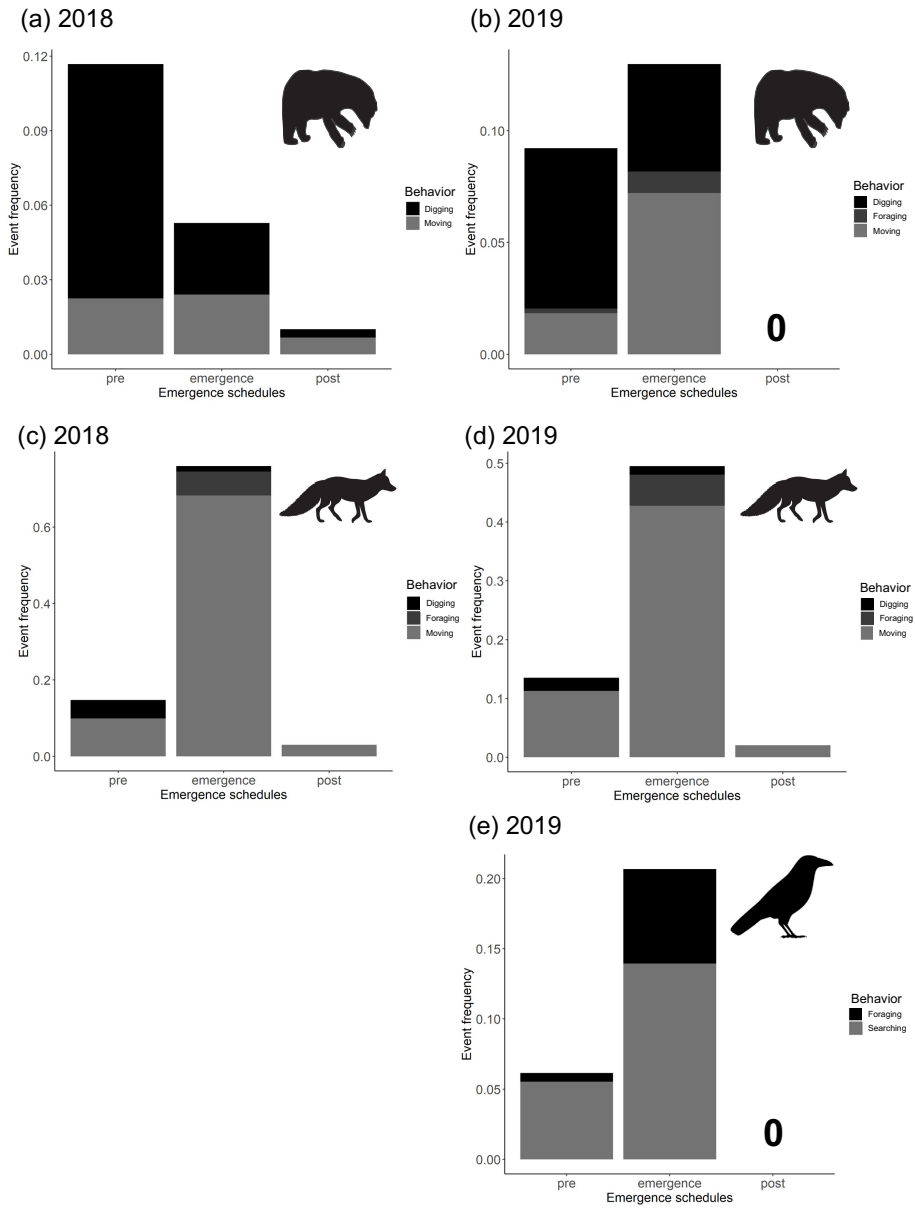 (a) 2018
0.12
0.09
0.06
0.03
0.00
Event frequency
pre emergence post
Emergence schedules
Behavior
Digging
Moving
(b) 2019
0.10
0.05
0.00
Event frequency
0
pre emergence post
Emergence schedules
Behavior
Digging
Foraging
Moving
(c) 2018
0.6
0.4
0.2
0.0
Event frequency
pre emergence post
Emergence schedules
Behavior
Digging
Foraging
Moving
(d) 2019
0.5
0.4
0.3
0.2
0.1
0.0
Event frequency
pre emergence post
Emergence schedules
Behavior
Digging
Foraging
Moving
(e) 2019
0.20
0.15
0.10
0.05
0.00
Event frequency
0
pre emergence post
Emergence schedules
Behavior
Foraging
Searching